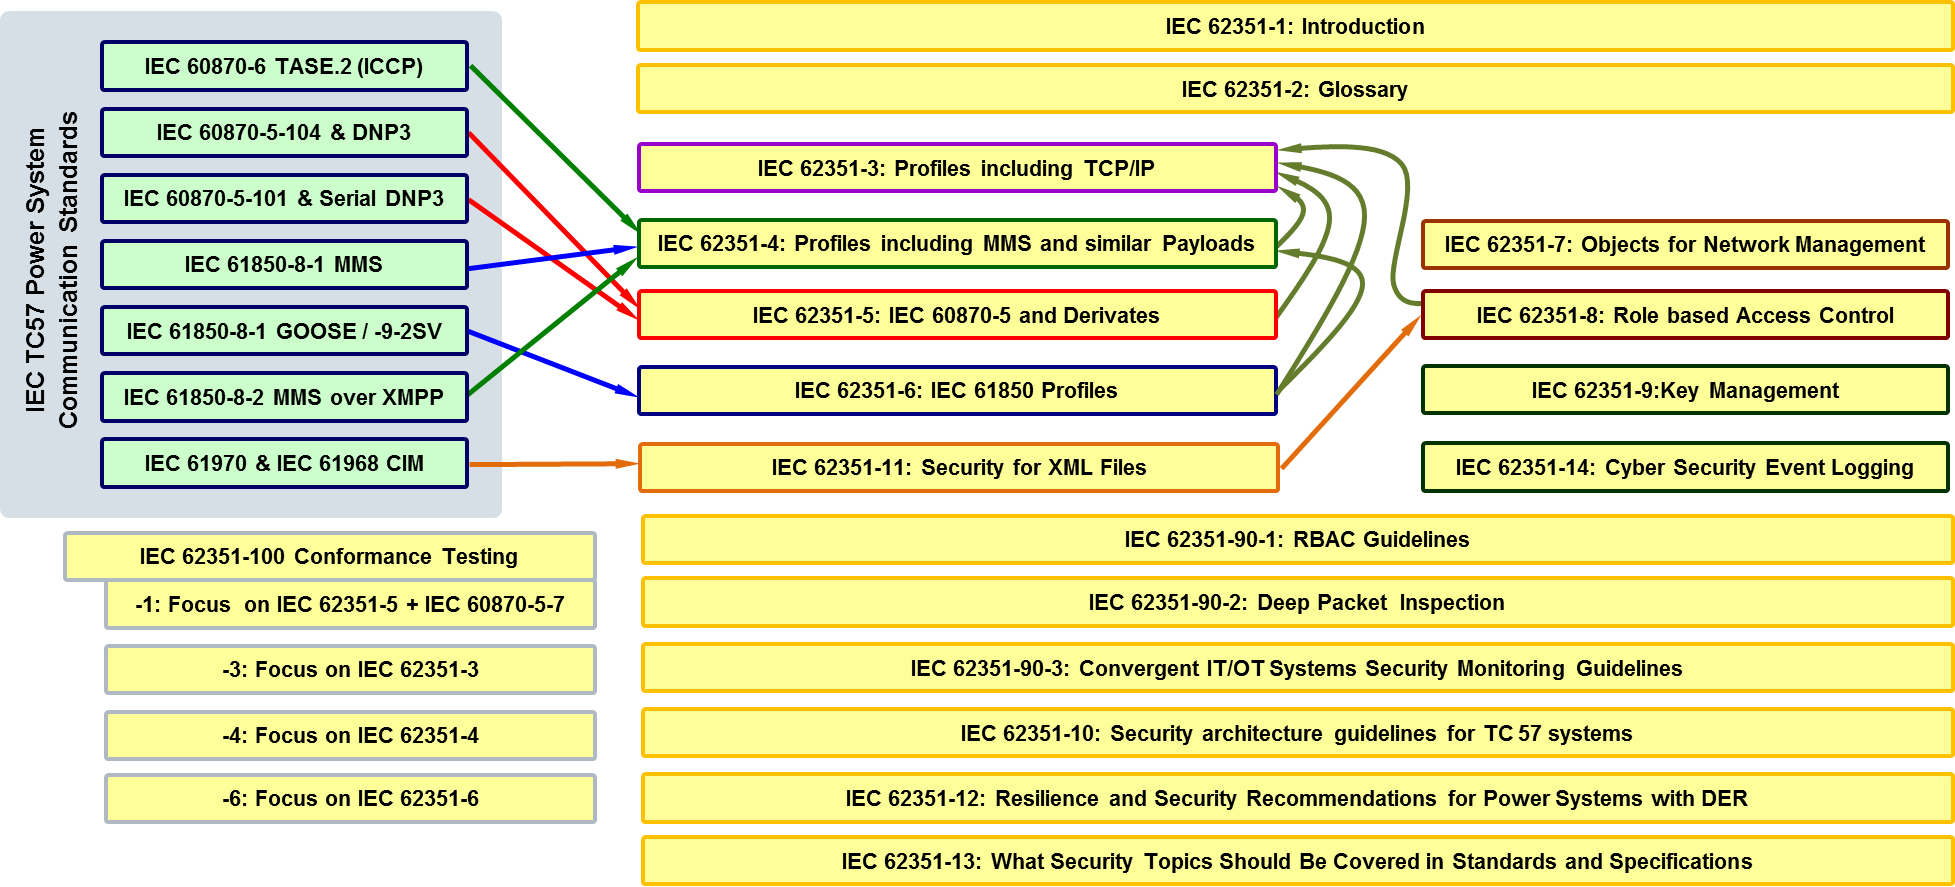 IEC TC57 Power System
Communication Standards
IEC 60870-6 TASE.2 (ICCP)
IEC 60870-5-104 & DNP3
IEC 60870-5-101 & Serial DNP3
IEC 61850-8-1 MMS
IEC 61850-8-1 GOOSE / -9-2SV
IEC 61850-8-2 MMS over XMPP
IEC 61970 & IEC 61968 CIM
IEC 62351-1: Introduction
IEC 62351-2: Glossary
IEC 62351-3: Profiles including TCP/IP
IEC 62351-4: Profiles including MMS and similar Payloads
IEC 62351-5: IEC 60870-5 and Derivates
IEC 62351-6: IEC 61850 Profiles
IEC 62351-11: Security for XML Files
IEC 62351-7: Objects for Network Management
IEC 62351-8: Role based Access Control
IEC 62351-9:Key Management
IEC 62351-14: Cyber Security Event Logging
IEC 62351-100 Conformance Testing
-1: Focus on IEC 62351-5 + IEC 60870-5-7
-3: Focus on IEC 62351-3
-4: Focus on IEC 62351-4
-6: Focus on IEC 62351-6
IEC 62351-90-1: RBAC Guidelines
IEC 62351-90-2: Deep Packet Inspection
IEC 62351-90-3: Convergent IT/OT Systems Security Monitoring Guidelines
IEC 62351-10: Security architecture guidelines for TC 57 systems
IEC 62351-12: Resilience and Security Recommendations for Power Systems with DER
IEC 62351-13: What Security Topics Should Be Covered in Standards and Specifications